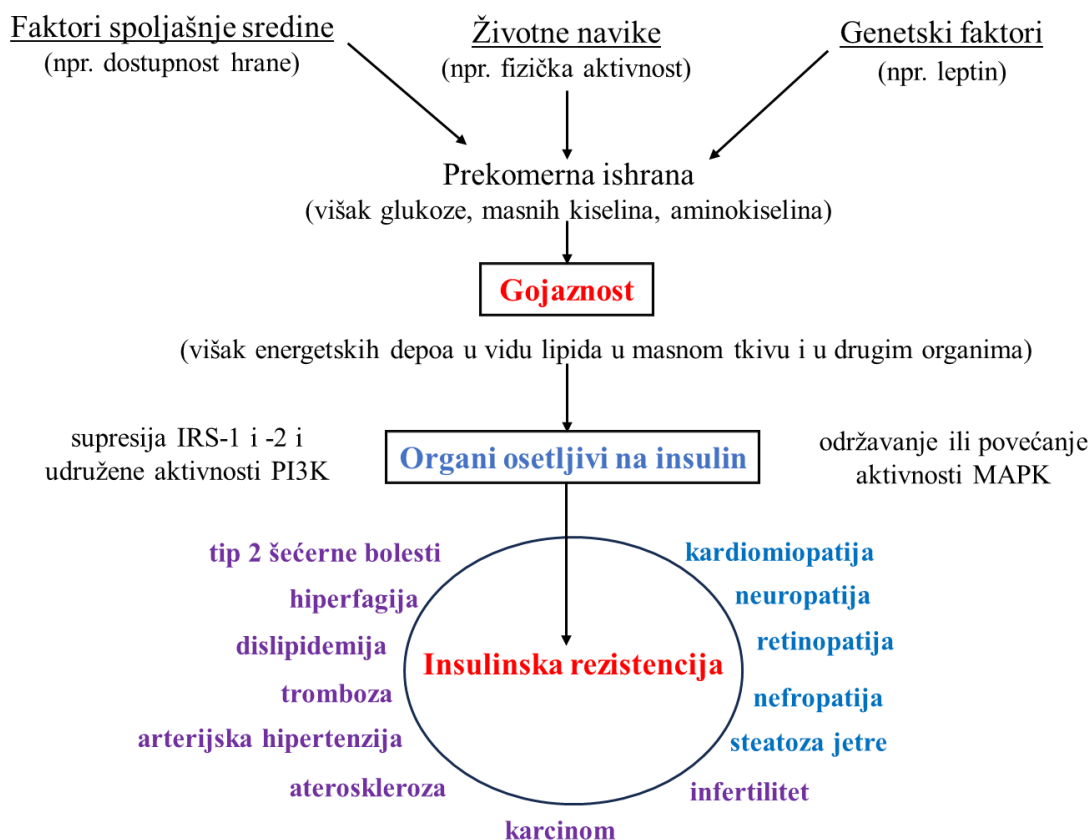 Faktori spoljašnje sredine
(npr. dostupnost hrane)
Životne navike
(npr. fizička aktivnost)
Genetski faktori
(npr. leptin)
Prekomerna ishrana
(višak glukoze, masnih kiselina, aminokiselina)
Gojaznost
(višak energetskih depoa u vidu lipida u masnom tkivu i u drugim organima)
supresija IRS-1 i -2 i
udružene aktivnosti PI3K
Organi osetljivi na insulin
održavanje ili povećanje
aktivnosti MAPK
tip 2 šećerne bolesti
hiperfagija
dislipidemija
tromboza
arterijska hipertenzija
ateroskleroza
karcinom
Insulinska rezistencija
kardiomiopatija
neuropatija
retinopatija
nefropatija
steatoza jetre
infertilitet